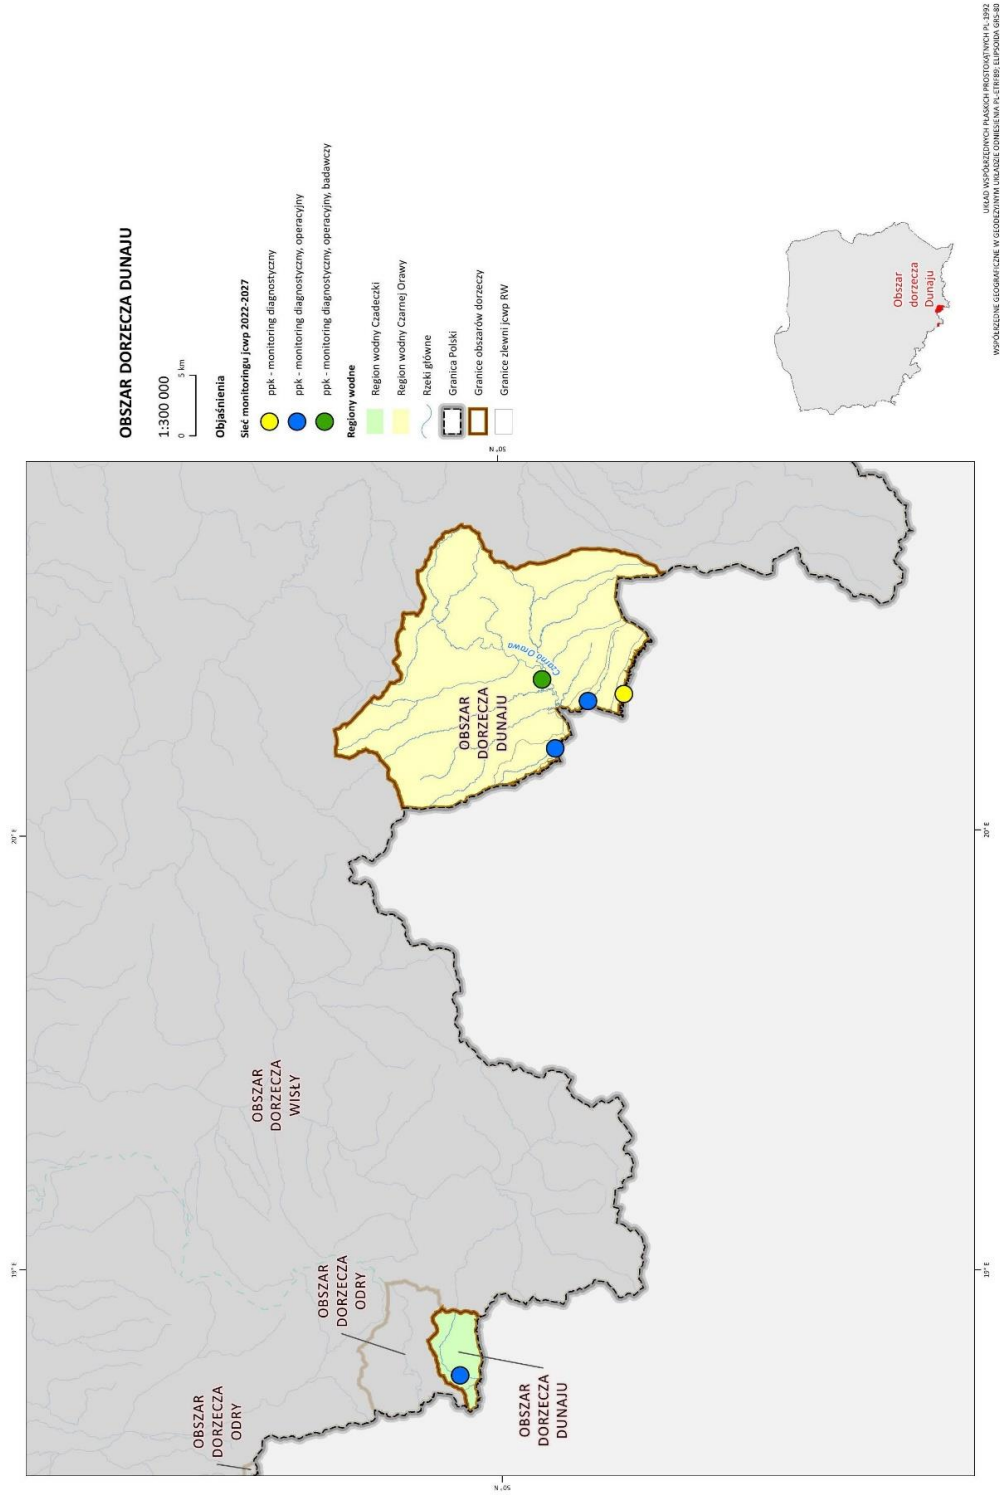 OBSZAR DORZECZA DUNAJU
1:300 000
0 5 km
Objaśnienia
Sieć monitoringu jcwp 2022-2027
ppk - monitoring diagnostyczny
ppk - monitoring diagnostyczny, operacyjny
ppk - monitoring diagnostyczny, operacyjny, badawczy
Regiony wodne
Region wodny Czadeczki
Region wodny Czarnej Orawy
Rzeki główne
Granica Polski
Granice obszarów dorzeczy
Granice zlewni jcwp RW
Obszar
dorzecza
Dunaju
UKŁAD WSPÓŁRZĘDNYCH PŁASKICH PROSTOKĄTNYCH PL-1992
WSPÓŁRZĘDNE GEOGRAFICZNE W GEODEZYJNYM UKŁADZIE ODNIESIENIA PL-ETRF89; ELIPSOIDA GRS-80
19° E
20° E
50° N
OBSZAR
DORZECZA
ODRY
OBSZAR
DORZECZA
ODRY
OBSZAR
DORZECZA
WISŁY
OBSZAR
DORZECZA
DUNAJU
OBSZAR
DORZECZA
DUNAJU
Czarna Orawa
50° N
19° E
20° E